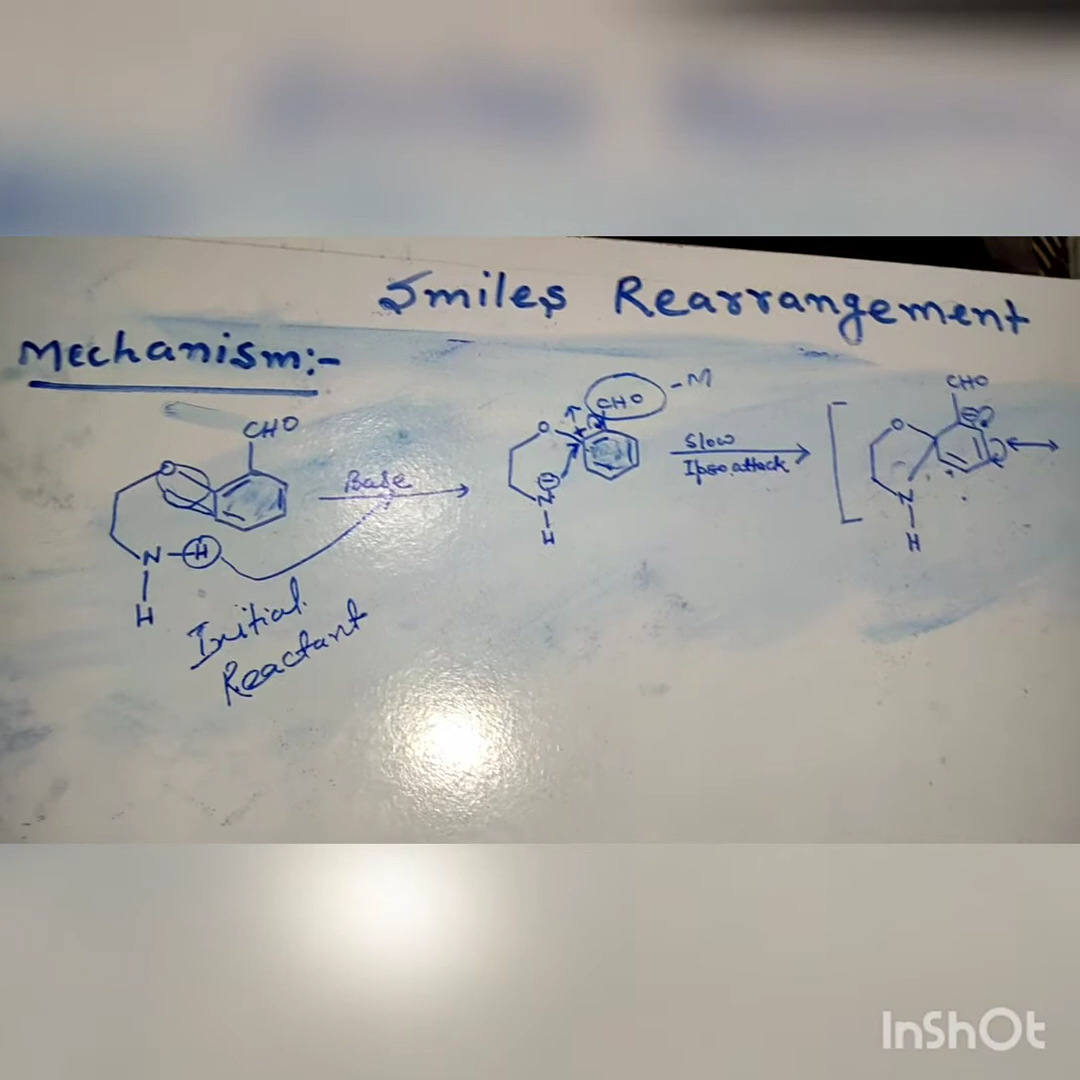 Smiles Rearrangement
Mechanism:-
CHO
O
N-H
H
Initial
Reactant
Base
CHO -M
O
⊖
N
H
Slow
Ipso attack
CHO
O
⊖
N
H
InShOt